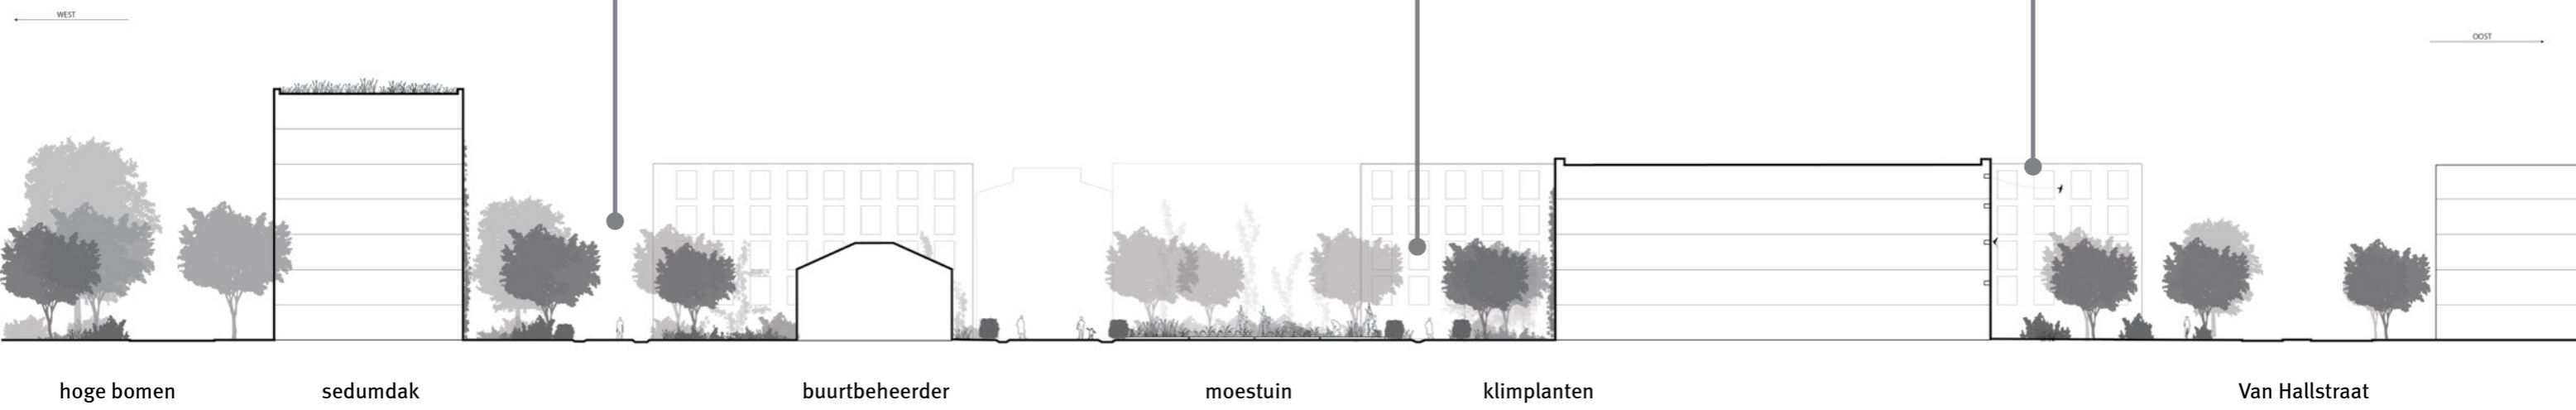 WEST
OOST
hoge bomen
sedumdak
buurtbeheerder
moestuin
klimplanten
Van Hallstraat